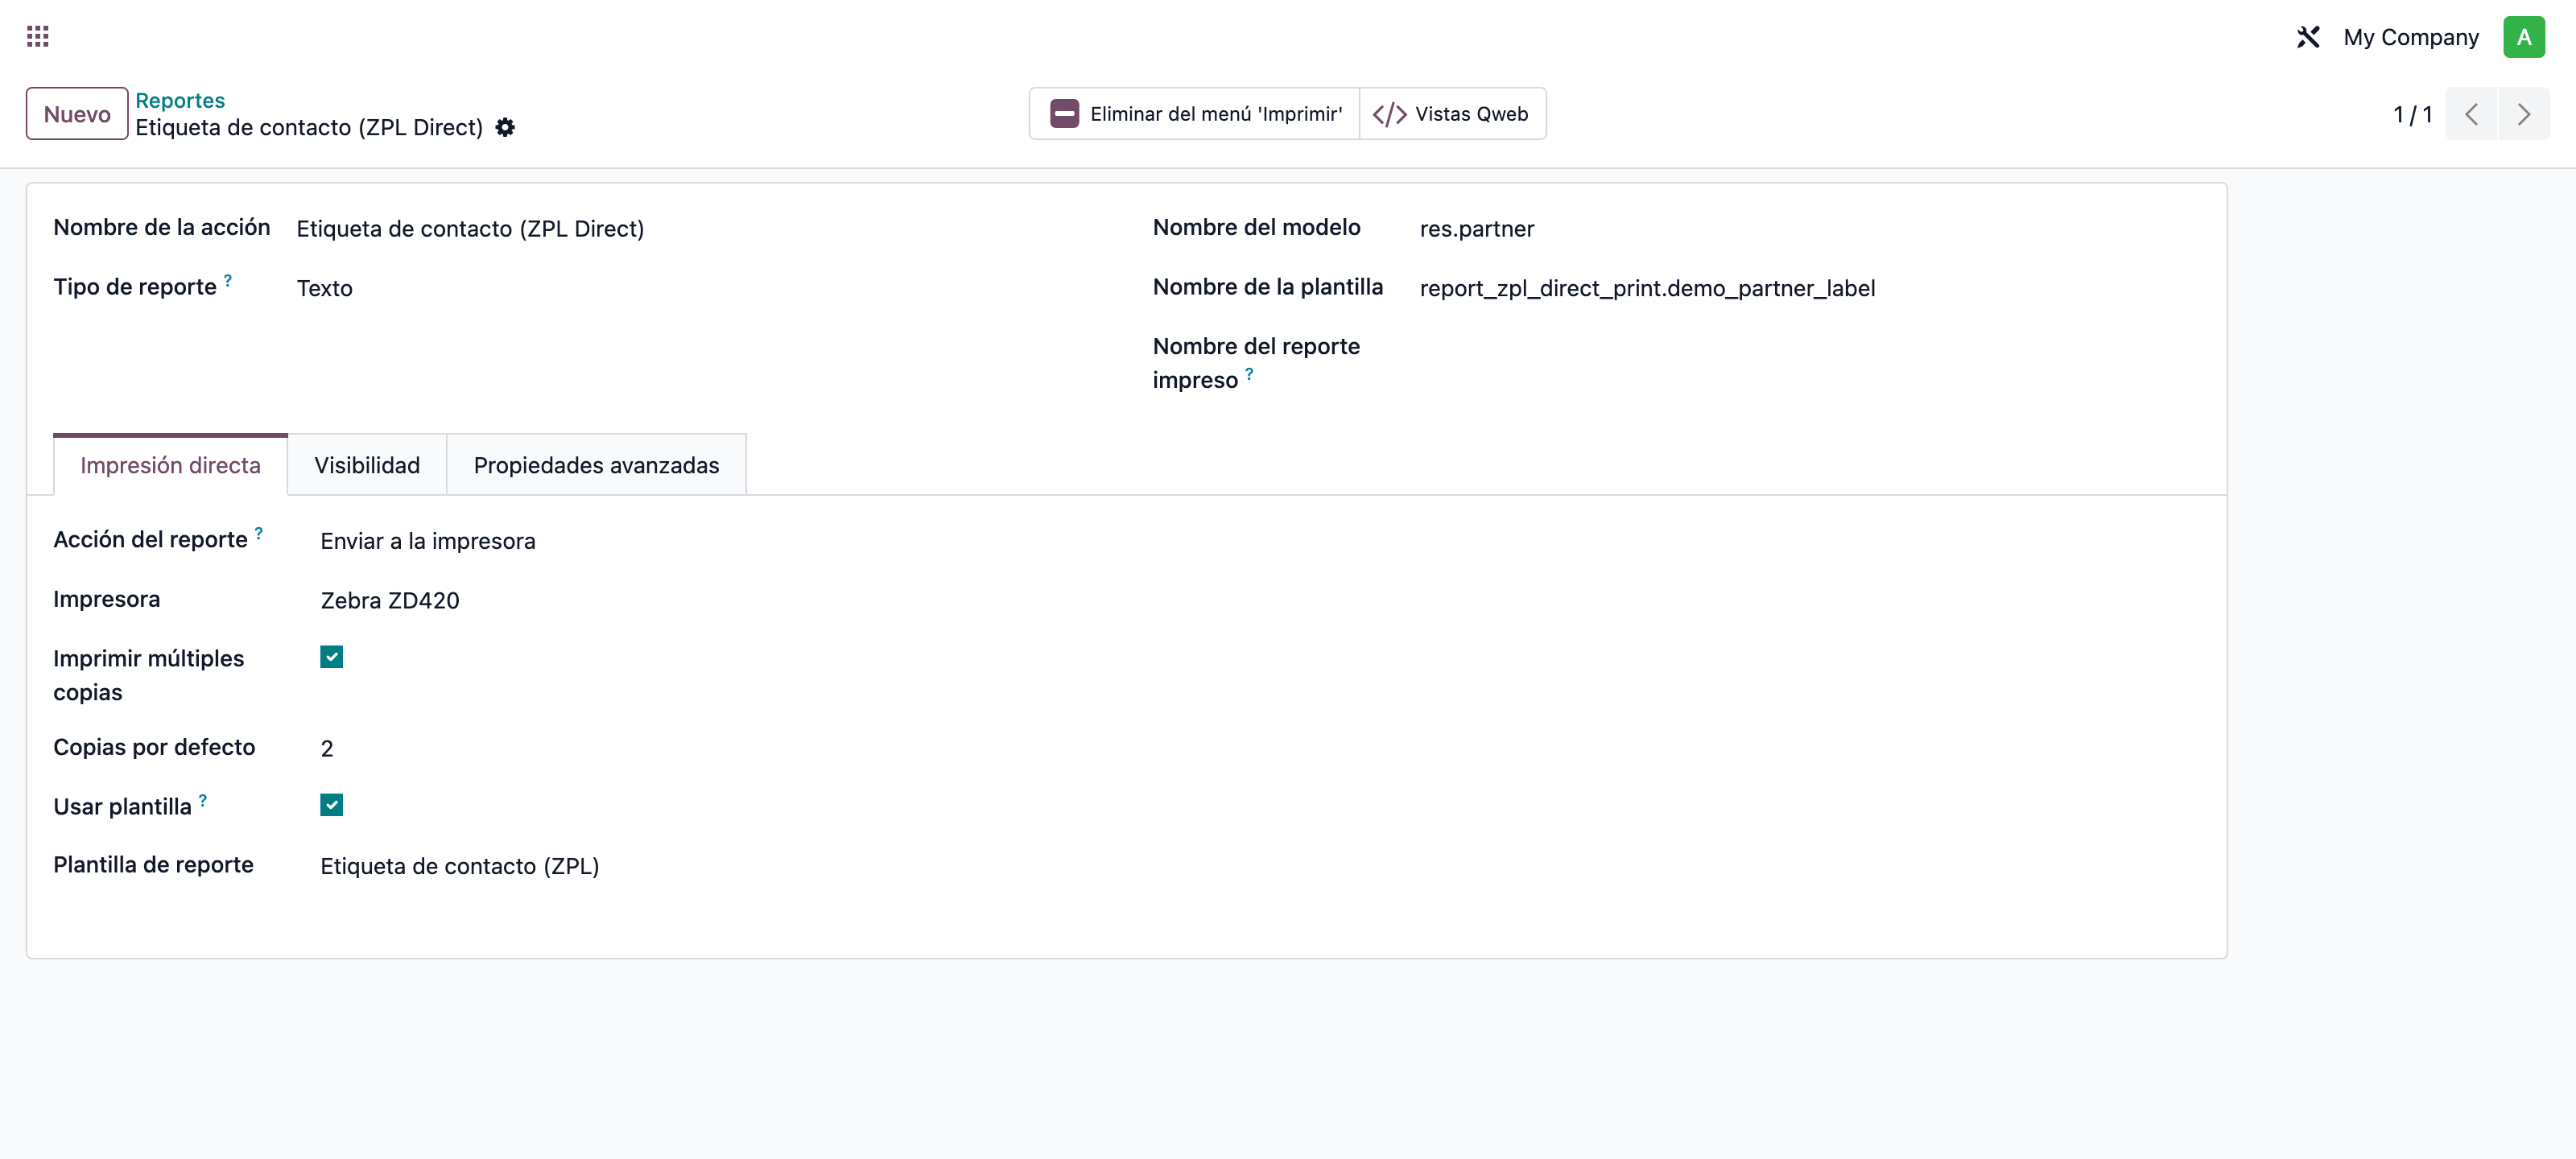 My Company
A
Nuevo
Reportes
Etiqueta de contacto (ZPL Direct)
Eliminar del menú 'Imprimir'
Vistas Qweb
1 / 1
Nombre de la acción
Etiqueta de contacto (ZPL Direct)
Tipo de reporte ?
Texto
Nombre del modelo
res.partner
Nombre de la plantilla
report_zpl_direct_print.demo_partner_label
Nombre del reporte
impreso ?
Impresión directa
Visibilidad
Propiedades avanzadas
Acción del reporte ?
Enviar a la impresora
Impresora
Zebra ZD420
Imprimir múltiples
copias
Copias por defecto
2
Usar plantilla ?
Plantilla de reporte
Etiqueta de contacto (ZPL)